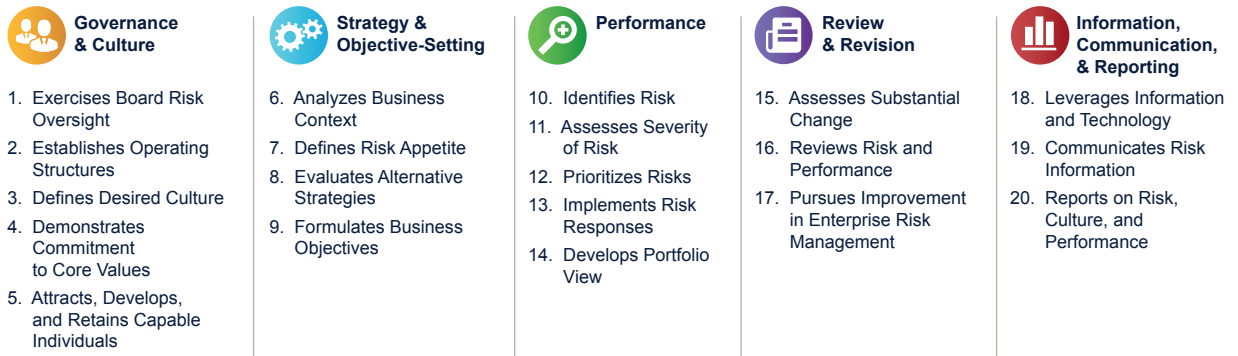 Governance
& Culture
1. Exercises Board Risk
Oversight
2. Establishes Operating
Structures
3. Defines Desired Culture
4. Demonstrates
Commitment
to Core Values
5. Attracts, Develops,
and Retains Capable
Individuals
Strategy &
Objective-Setting
6. Analyzes Business
Context
7. Defines Risk Appetite
8. Evaluates Alternative
Strategies
9. Formulates Business
Objectives
Performance
10. Identifies Risk
11. Assesses Severity
of Risk
12. Prioritizes Risks
13. Implements Risk
Responses
14. Develops Portfolio
View
Review
& Revision
15. Assesses Substantial
Change
16. Reviews Risk and
Performance
17. Pursues Improvement
in Enterprise Risk
Management
Information,
Communication,
& Reporting
18. Leverages Information
and Technology
19. Communicates Risk
Information
20. Reports on Risk,
Culture, and
Performance